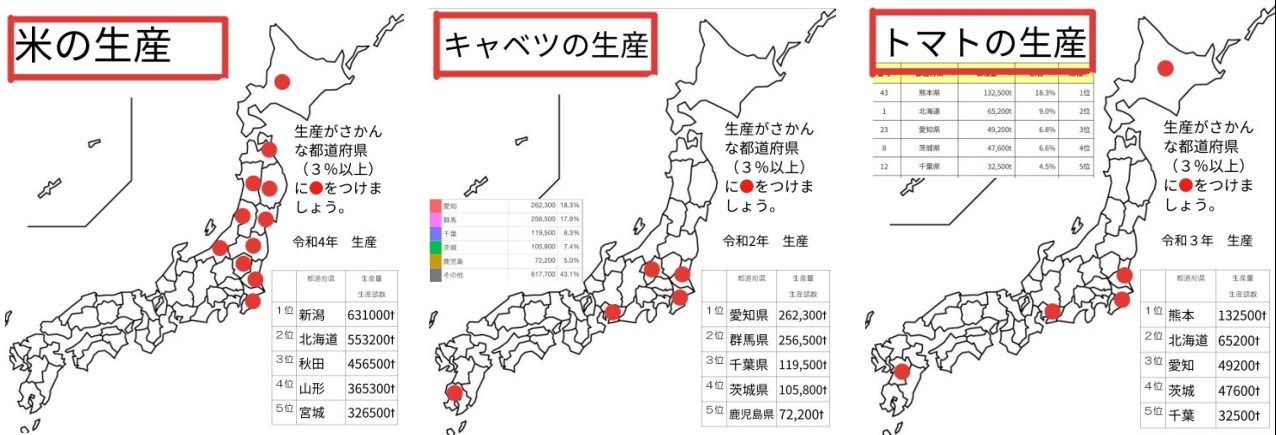 米の生産
生産がさかん
な都道府県
（３％以上）
に●をつけま
しょう。
令和4年　生産
都道府県 生産量
生産頭数
1位 新潟 631000t
2位 北海道 553200t
3位 秋田 456500t
4位 山形 365300t
5位 宮城 326500t
キャベツの生産
生産がさかん
な都道府県
（３％以上）
に●をつけま
しょう。
愛知 262,300 18.3%
群馬 256,500 17.9%
千葉 119,500 8.3%
茨城 105,800 7.4%
鹿児島 72,200 5.0%
その他 617,700 43.1%
令和2年　生産
都道府県 生産量
生産頭数
1位 愛知県 262,300t
2位 群馬県 256,500t
3位 千葉県 119,500t
4位 茨城県 105,800t
5位 鹿児島県 72,200t
トマトの生産
43 熊本県 132,500t 18.3% 1位
1 北海道 65,200t 9.0% 2位
23 愛知県 49,200t 6.8% 3位
8 茨城県 47,600t 6.6% 4位
12 千葉県 32,500t 4.5% 5位
生産がさかん
な都道府県
（３％以上）
に●をつけま
しょう。
令和３年　生産
都道府県 生産量
生産頭数
1位 熊本 132500t
2位 北海道 65200t
3位 愛知 49200t
4位 茨城 47600t
5位 千葉 32500t